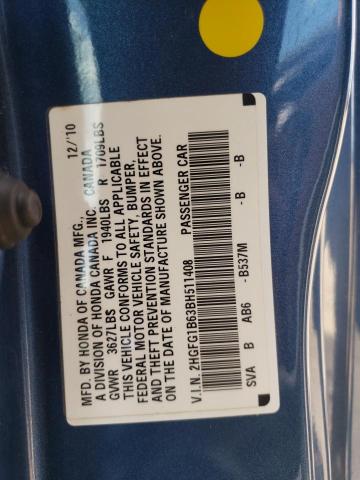 MFD. BY HONDA OF CANADA MFG., 12/'10
A DIVISION OF HONDA CANADA INC., CANADA
GVWR 3627LBS GAWR F 1940LBS R 1709LBS
THIS VEHICLE CONFORMS TO ALL APPLICABLE
FEDERAL MOTOR VEHICLE SAFETY, BUMPER,
AND THEFT PREVENTION STANDARDS IN EFFECT
ON THE DATE OF MANUFACTURE SHOWN ABOVE.
V.I.N. 2HGFG1B63BH511408 PASSENGER CAR
SVA B AB6 -B537M -B -B